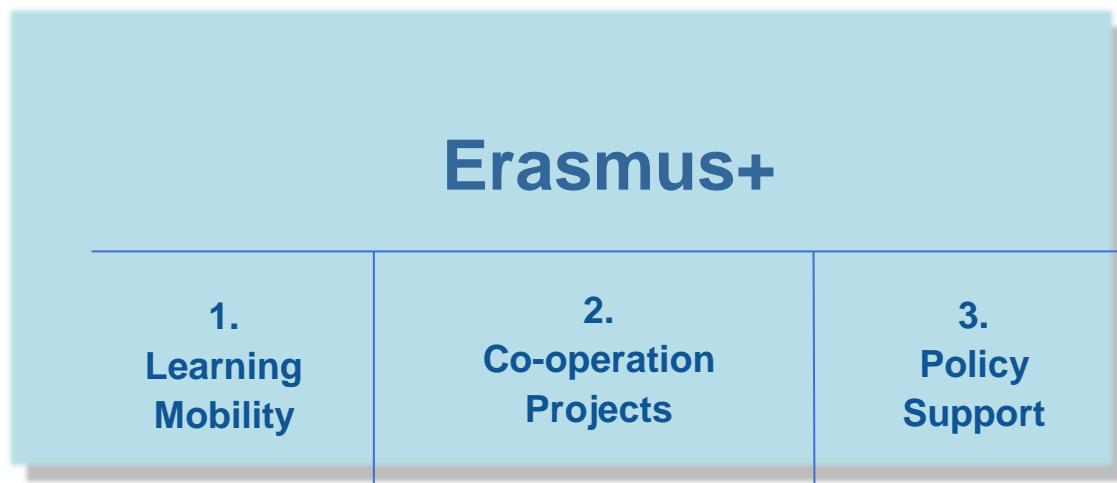 Erasmus+
1.
Learning
Mobility
2.
Co-operation
Projects
3.
Policy
Support